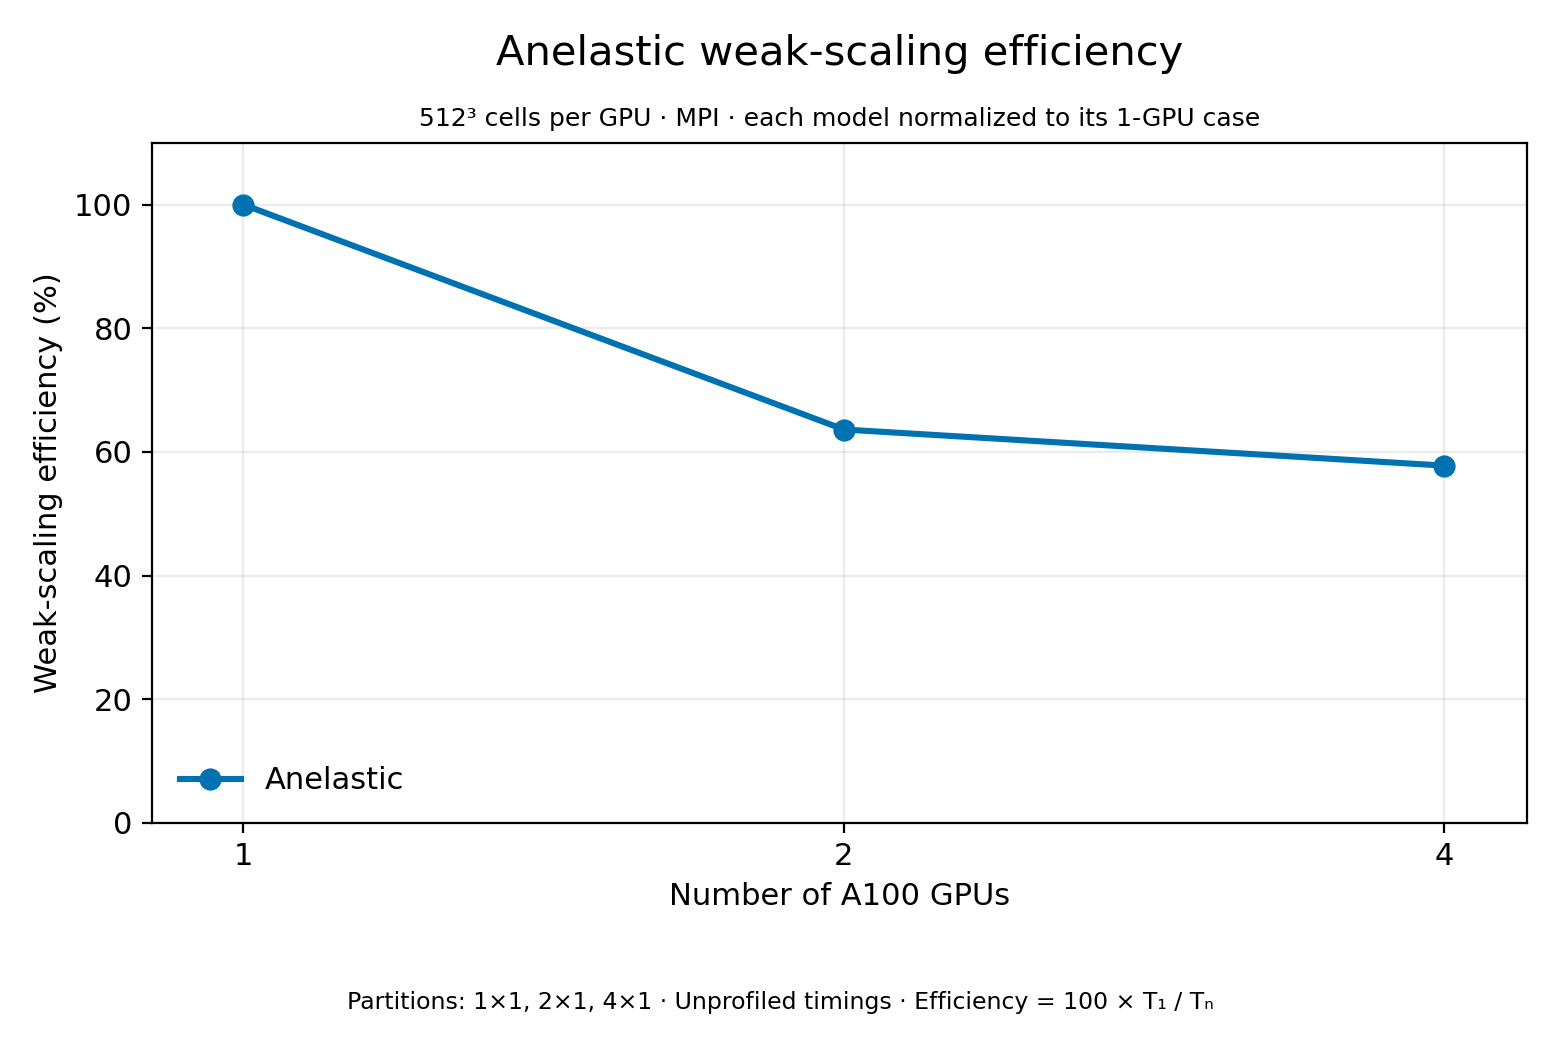 Anelastic weak-scaling efficiency
512³ cells per GPU · MPI · each model normalized to its 1-GPU case
Weak-scaling efficiency (%)
100
80
60
40
20
0
Anelastic
1 2 4
Number of A100 GPUs
Partitions: 1×1, 2×1, 4×1 · Unprofiled timings · Efficiency = 100 × T₁ / Tₙ